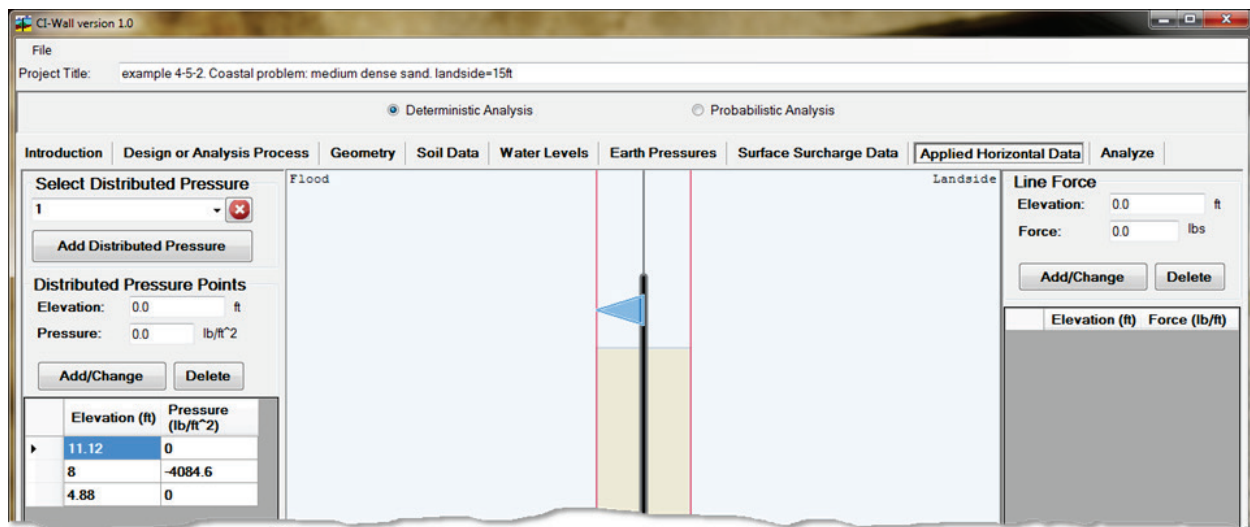 CI-Wall version 1.0
File
Project Title: example 4-5-2. Coastal problem: medium dense sand. landside=15ft
Deterministic Analysis Probabilistic Analysis
Introduction Design or Analysis Process Geometry Soil Data Water Levels Earth Pressures Surface Surcharge Data Applied Horizontal Data Analyze
Select Distributed Pressure
1
Add Distributed Pressure
Distributed Pressure Points
Elevation: 0.0 ft
Pressure: 0.0 lb/ft^2
Add/Change Delete
Elevation (ft) Pressure (lb/ft^2)
11.12 0
8 -4084.6
4.88 0
Flood Landside
Line Force
Elevation: 0.0 ft
Force: 0.0 lbs
Add/Change Delete
Elevation (ft) Force (lb/ft)